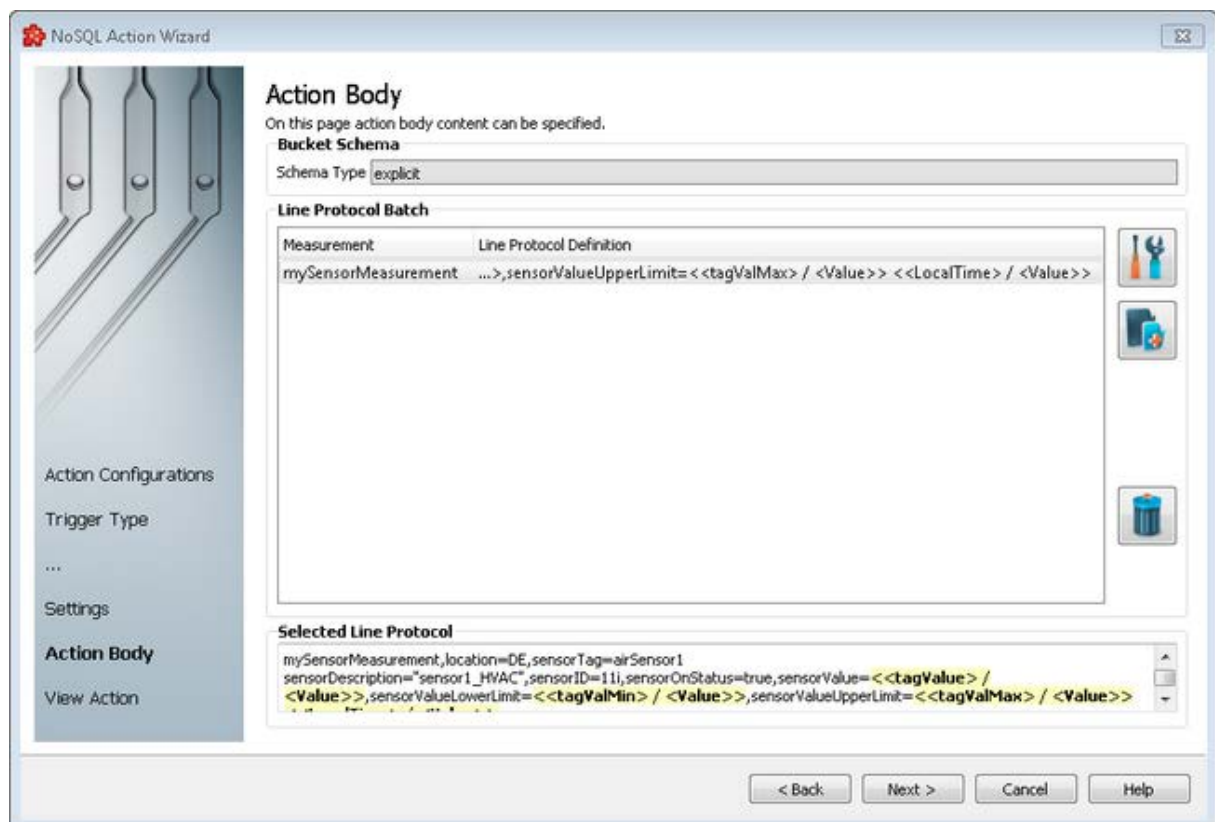 NoSQL Action Wizard
Action Body
On this page action body content can be specified.
Bucket Schema
Schema Type explicit
Line Protocol Batch
Measurement Line Protocol Definition
mySensorMeasurement ...>,sensorValueUpperLimit=<<tagValMax> / <Value>> <<LocalTime> / <Value>>
Action Configurations
Trigger Type
...
Settings
Action Body
View Action
Selected Line Protocol
mySensorMeasurement,location=DE,sensorTag=airSensor1
sensorDescription="sensor1_HVAC",sensorID=11i,sensorOnStatus=true,sensorValue=<<tagValue> /
<Value>>,sensorValueLowerLimit=<<tagValMin> / <Value>>,sensorValueUpperLimit=<<tagValMax> / <Value>>
< Back
Next >
Cancel
Help